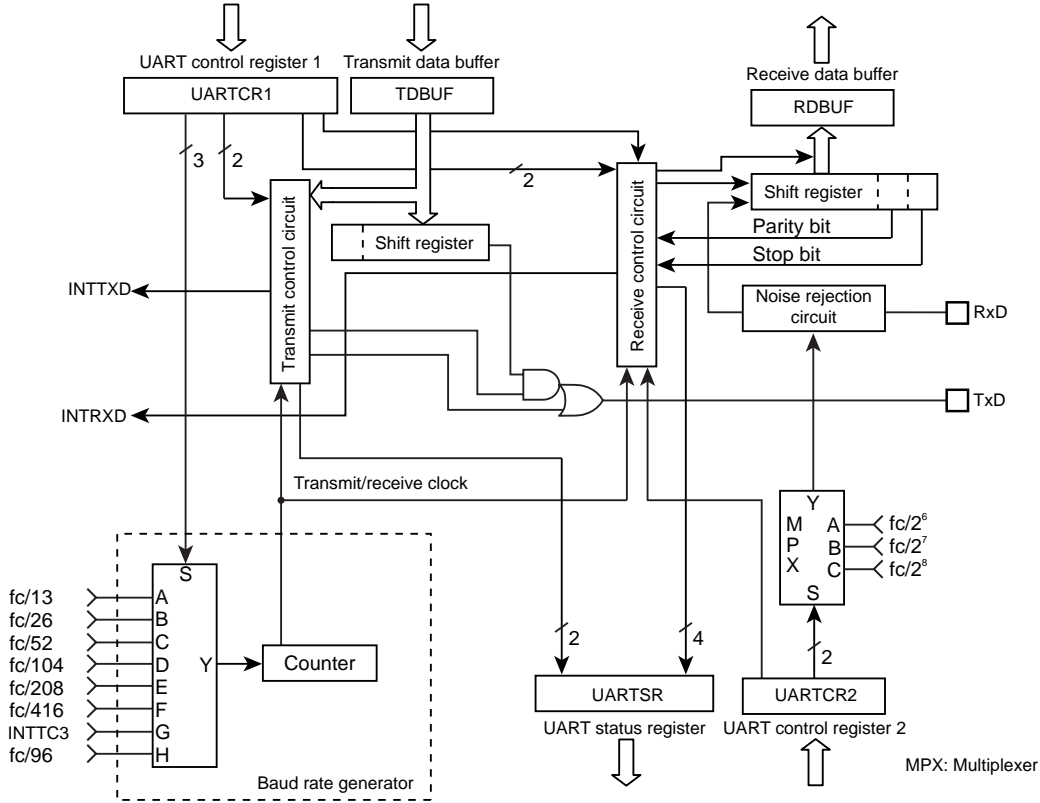 UART control register 1
Transmit data buffer
Receive data buffer
UARTCR1
TDBUF
RDBUF
3
2
2
Transmit control circuit
Shift register
Receive control circuit
Shift register
Parity bit
Stop bit
INTTXD
Noise rejection
circuit
RxD
INTRXD
TxD
Transmit/receive clock
Y
M
P
X
A
B
C
S
fc/2⁶
fc/2⁷
fc/2⁸
S
fc/13
A
fc/26
B
fc/52
C
fc/104
D
Y
Counter
fc/208
E
fc/416
F
INTTC3
G
fc/96
H
2
4
2
UARTSR
UARTCR2
UART status register
UART control register 2
Baud rate generator
MPX: Multiplexer